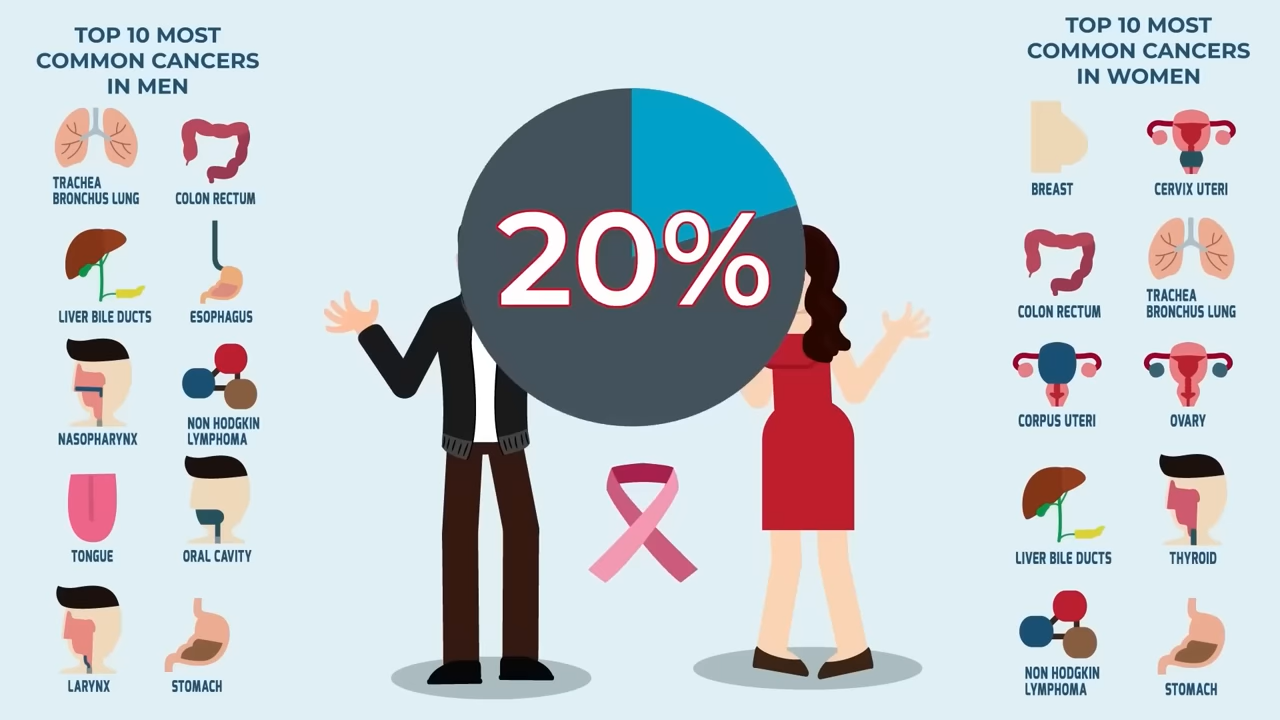 TOP 10 MOST
COMMON CANCERS
IN MEN
TRACHEA
BRONCHUS LUNG
COLON RECTUM
LIVER BILE DUCTS
ESOPHAGUS
NASOPHARYNX
NON HODGKIN
LYMPHOMA
TONGUE
ORAL CAVITY
LARYNX
STOMACH
20%
TOP 10 MOST
COMMON CANCERS
IN WOMEN
BREAST
CERVIX UTERI
COLON RECTUM
TRACHEA
BRONCHUS LUNG
CORPUS UTERI
OVARY
LIVER BILE DUCTS
THYROID
NON HODGKIN
LYMPHOMA
STOMACH